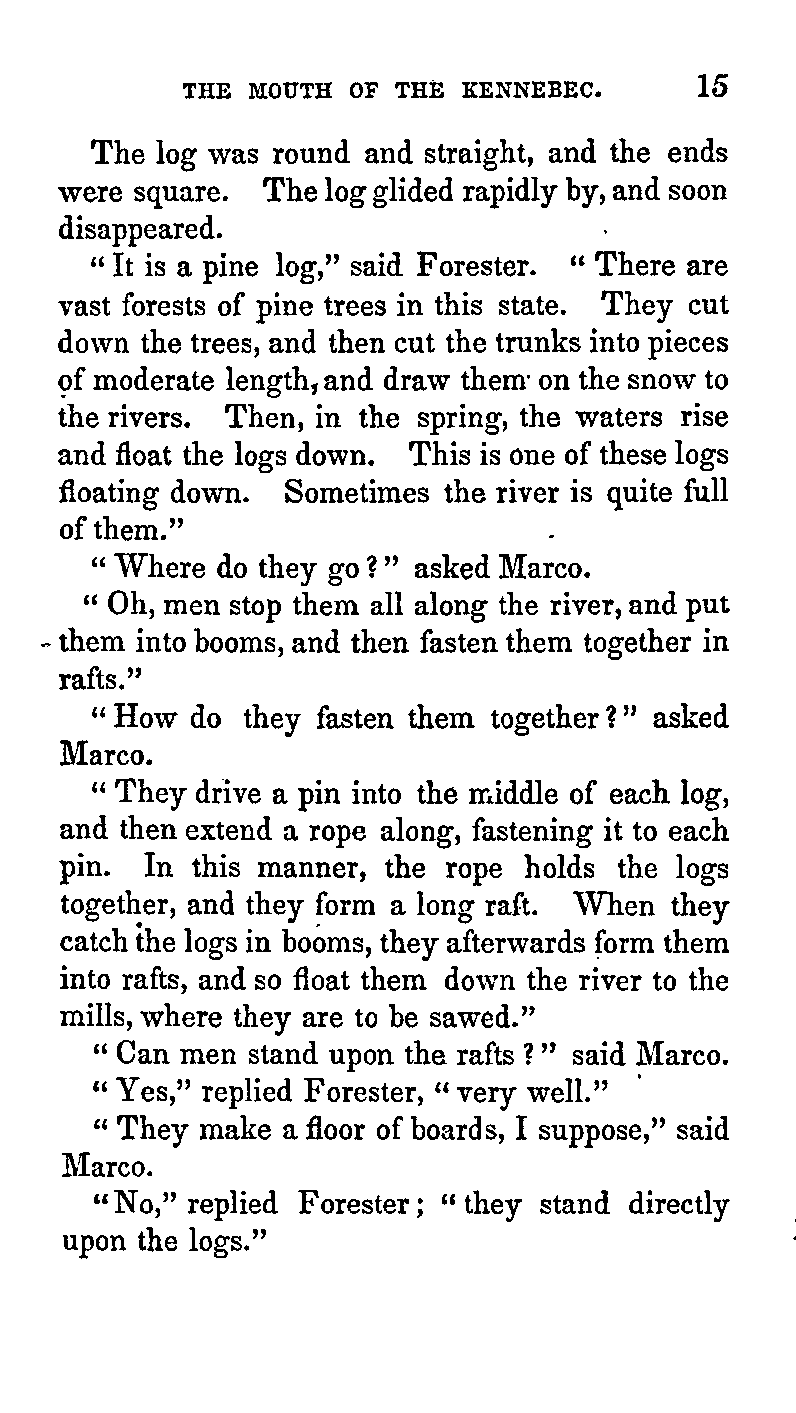 THE MOUTH OF THE KENNEBEC. 15
The log was round and straight, and the ends
were square. The log glided rapidly by, and soon
disappeared.
“ It is a pine log,” said Forester. “ There are
vast forests of pine trees in this state. They cut
down the trees, and then cut the trunks into pieces
of moderate length, and draw them on the snow to
the rivers. Then, in the spring, the waters rise
and float the logs down. This is one of these logs
floating down. Sometimes the river is quite full
of them.”
“ Where do they go ? ” asked Marco.
“ Oh, men stop them all along the river, and put
them into booms, and then fasten them together in
rafts.”
“ How do they fasten them together ? ” asked
Marco.
“ They drive a pin into the middle of each log,
and then extend a rope along, fastening it to each
pin. In this manner, the rope holds the logs
together, and they form a long raft. When they
catch the logs in booms, they afterwards form them
into rafts, and so float them down the river to the
mills, where they are to be sawed.”
“ Can men stand upon the rafts ? ” said Marco.
“ Yes,” replied Forester, “ very well.”
“ They make a floor of boards, I suppose,” said
Marco.
“ No,” replied Forester ; “ they stand directly
upon the logs.”